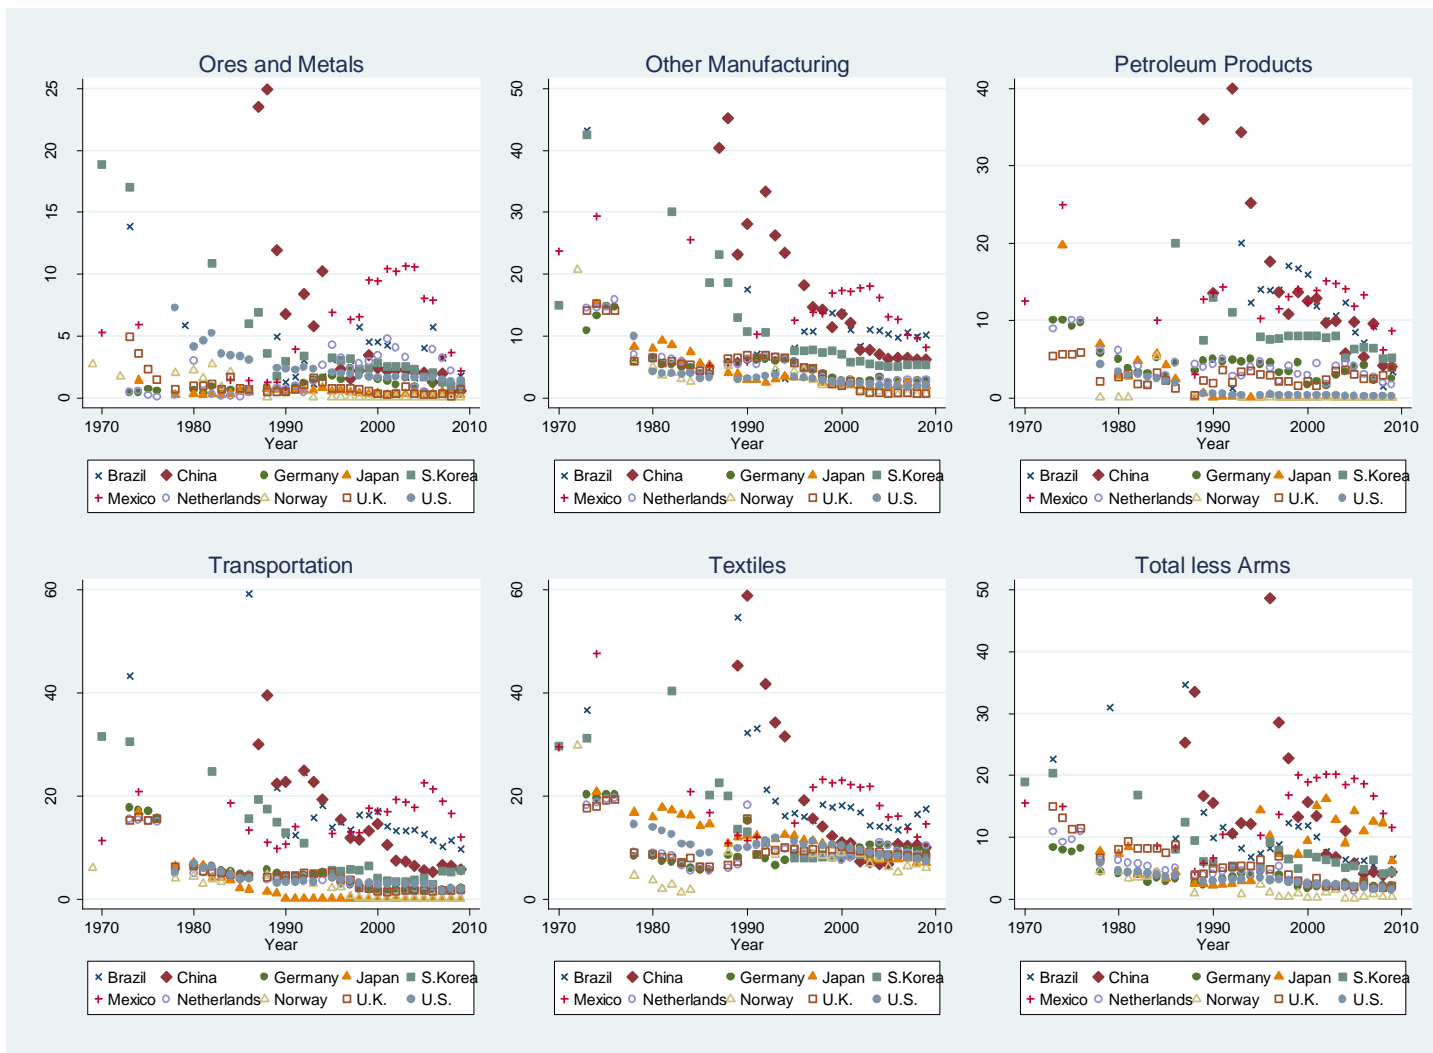 Ores and Metals
25
20
15
10
5
0
1970 1980 1990 2000 2010
Year
Brazil China Germany Japan S.Korea
Mexico Netherlands Norway U.K. U.S.
Other Manufacturing
50
40
30
20
10
0
1970 1980 1990 2000 2010
Year
Brazil China Germany Japan S.Korea
Mexico Netherlands Norway U.K. U.S.
Petroleum Products
40
30
20
10
0
1970 1980 1990 2000 2010
Year
Brazil China Germany Japan S.Korea
Mexico Netherlands Norway U.K. U.S.
Transportation
60
40
20
0
1970 1980 1990 2000 2010
Year
Brazil China Germany Japan S.Korea
Mexico Netherlands Norway U.K. U.S.
Textiles
60
40
20
0
1970 1980 1990 2000 2010
Year
Brazil China Germany Japan S.Korea
Mexico Netherlands Norway U.K. U.S.
Total less Arms
50
40
30
20
10
0
1970 1980 1990 2000 2010
Year
Brazil China Germany Japan S.Korea
Mexico Netherlands Norway U.K. U.S.